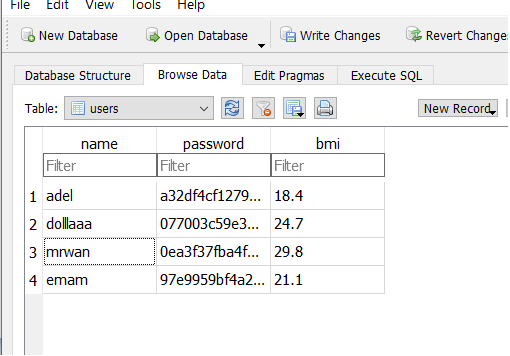 File Edit View Tools Help
New Database Open Database Write Changes Revert Changes
Database Structure Browse Data Edit Pragmas Execute SQL
Table: users New Record
name password bmi
Filter Filter Filter
1 adel a32df4cf1279... 18.4
2 dolllaaa 077003c59e3... 24.7
3 mrwan 0ea3f37fba4f... 29.8
4 emam 97e9959bf4a2... 21.1